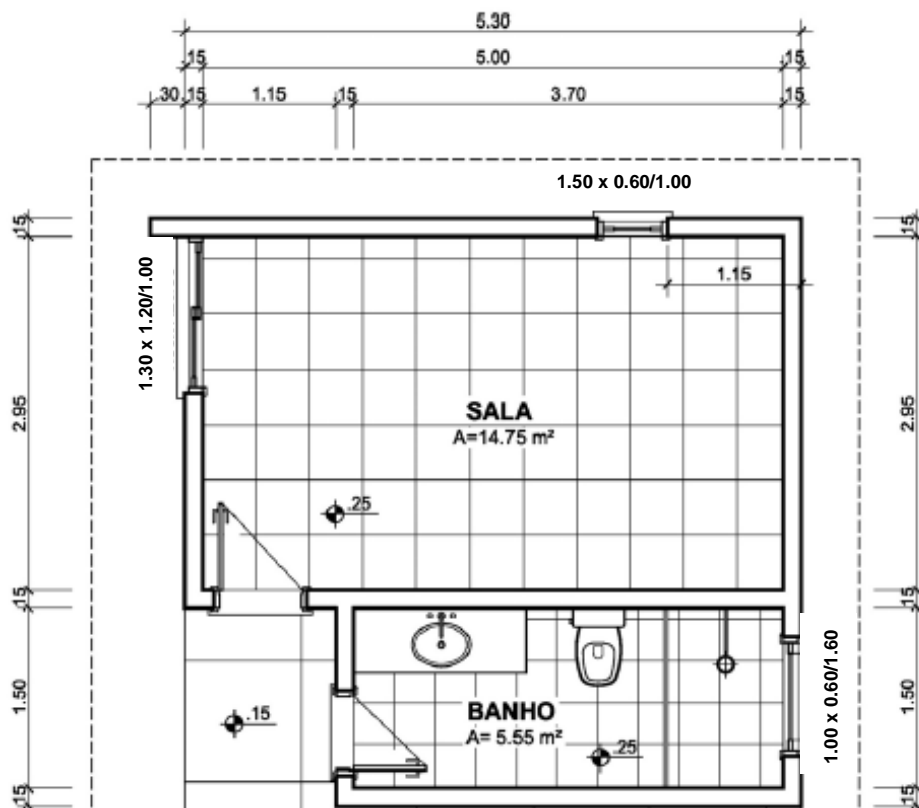 5.30
.15 5.00 .15
.30 .15 1.15 .15 3.70 .15
1.50 x 0.60/1.00
.15 .15
1.15
1.30 x 1.20/1.00
2.95 2.95
SALA
A=14.75 m²
.25
.15 .15
1.50 1.00 x 0.60/1.60 1.50
BANHO
.15 A= 5.55 m²
.25
.15 .15